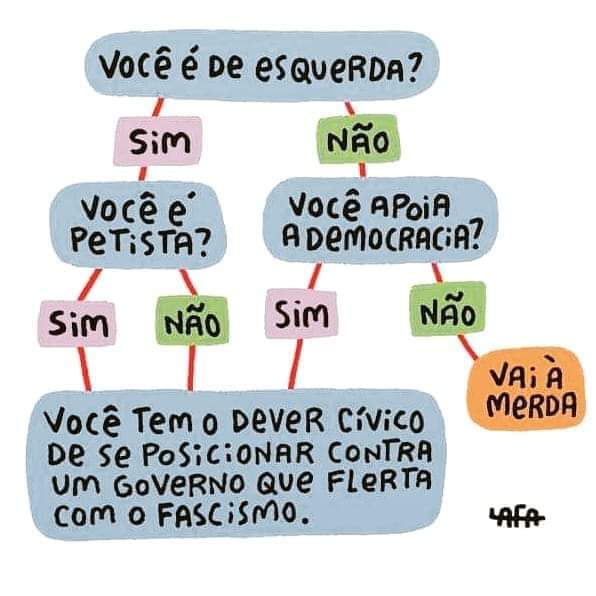 VOCÊ É DE ESQUERDA?
SIM
NÃO
VOCÊ É
PETISTA?
VOCÊ APOIA
A DEMOCRACIA?
SIM
NÃO
SIM
NÃO
VAI À
MERDA
VOCÊ TEM O DEVER CÍVICO
DE SE POSICIONAR CONTRA
UM GOVERNO QUE FLERTA
COM O FASCISMO.
LAFA